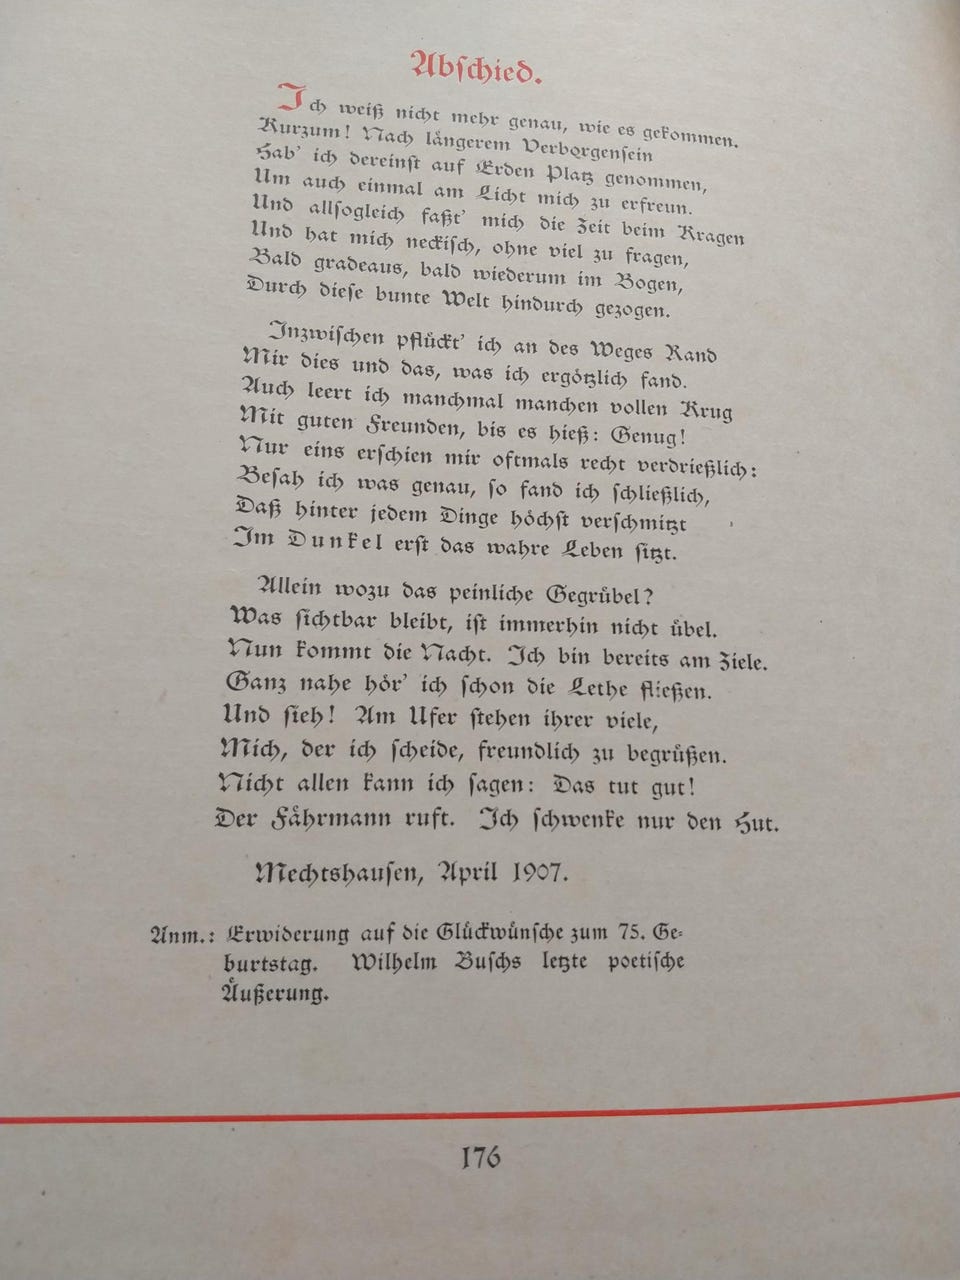 Abschied.
Ich weiß nicht mehr genau, wie es gekommen.
Kurzum! Nach längerem Verborgensein
Hab' ich dereinst auf Erden Platz genommen,
Um auch einmal am Licht mich zu erfreun.
Und allsogleich faßt' mich die Zeit beim Kragen
Und hat mich neckisch, ohne viel zu fragen,
Bald gradeaus, bald wiederum im Bogen,
Durch diese bunte Welt hindurch gezogen.
Inzwischen pflückt' ich an des Weges Rand
Mir dies und das, was ich ergötzlich fand.
Auch leert ich manchmal manchen vollen Krug
Mit guten Freunden, bis es hieß: Genug!
Nur eins erschien mir oftmals recht verdrießlich:
Besah ich was genau, so fand ich schließlich,
Daß hinter jedem Dinge höchst verschmitzt
Im Dunkel erst das wahre Leben sitzt.
Allein wozu das peinliche Gegrübel?
Was sichtbar bleibt, ist immerhin nicht übel.
Nun kommt die Nacht. Ich bin bereits am Ziele.
Ganz nahe hör' ich schon die Lethe fließen.
Und sieh! Am Ufer stehen ihrer viele,
Mich, der ich scheide, freundlich zu begrüßen.
Nicht allen kann ich sagen: Das tut gut!
Der Fährmann ruft. Ich schwenke nur den Hut.
Mechtshausen, April 1907.
Anm.: Erwiderung auf die Glückwünsche zum 75. Ge-
burtstag. Wilhelm Buschs letzte poetische
Äußerung.
176